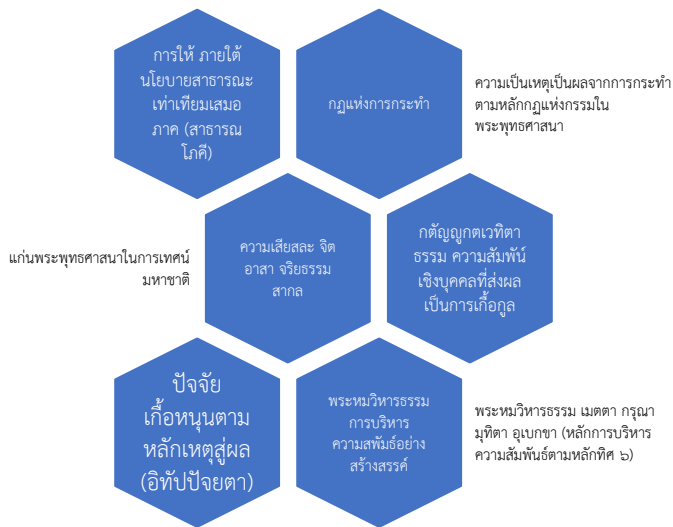 การให้ ภายใต้
นโยบายสาธารณะ
เท่าเทียมเสมอ
ภาค (สาธารณ
โภคี)
กฏแห่งการกระทำ
ความเป็นเหตุเป็นผลจากการกระทำ
ตามหลักกฏแห่งกรรมใน
พระพุทธศาสนา
แก่นพระพุทธศาสนาในการเทศน์
มหาชาติ
ความเสียสละ จิต
อาสา จริยธรรม
สากล
กตัญญูกตเวทิตา
ธรรม ความสัมพัน์
เชิงบุคคลที่ส่งผล
เป็นการเกื้อกูล
ปัจจัย
เกื้อหนุนตาม
หลักเหตุสู่ผล
(อิทัปปัจยตา)
พระหมวิหารธรรม
การบริหาร
ความสพัมธ์อย่าง
สร้างสรรค์
พระหมวิหารธรรม เมตตา กรุณา
มุทิตา อุเบกขา (หลักการบริหาร
ความสัมพันธ์ตามหลักทิศ ๖)